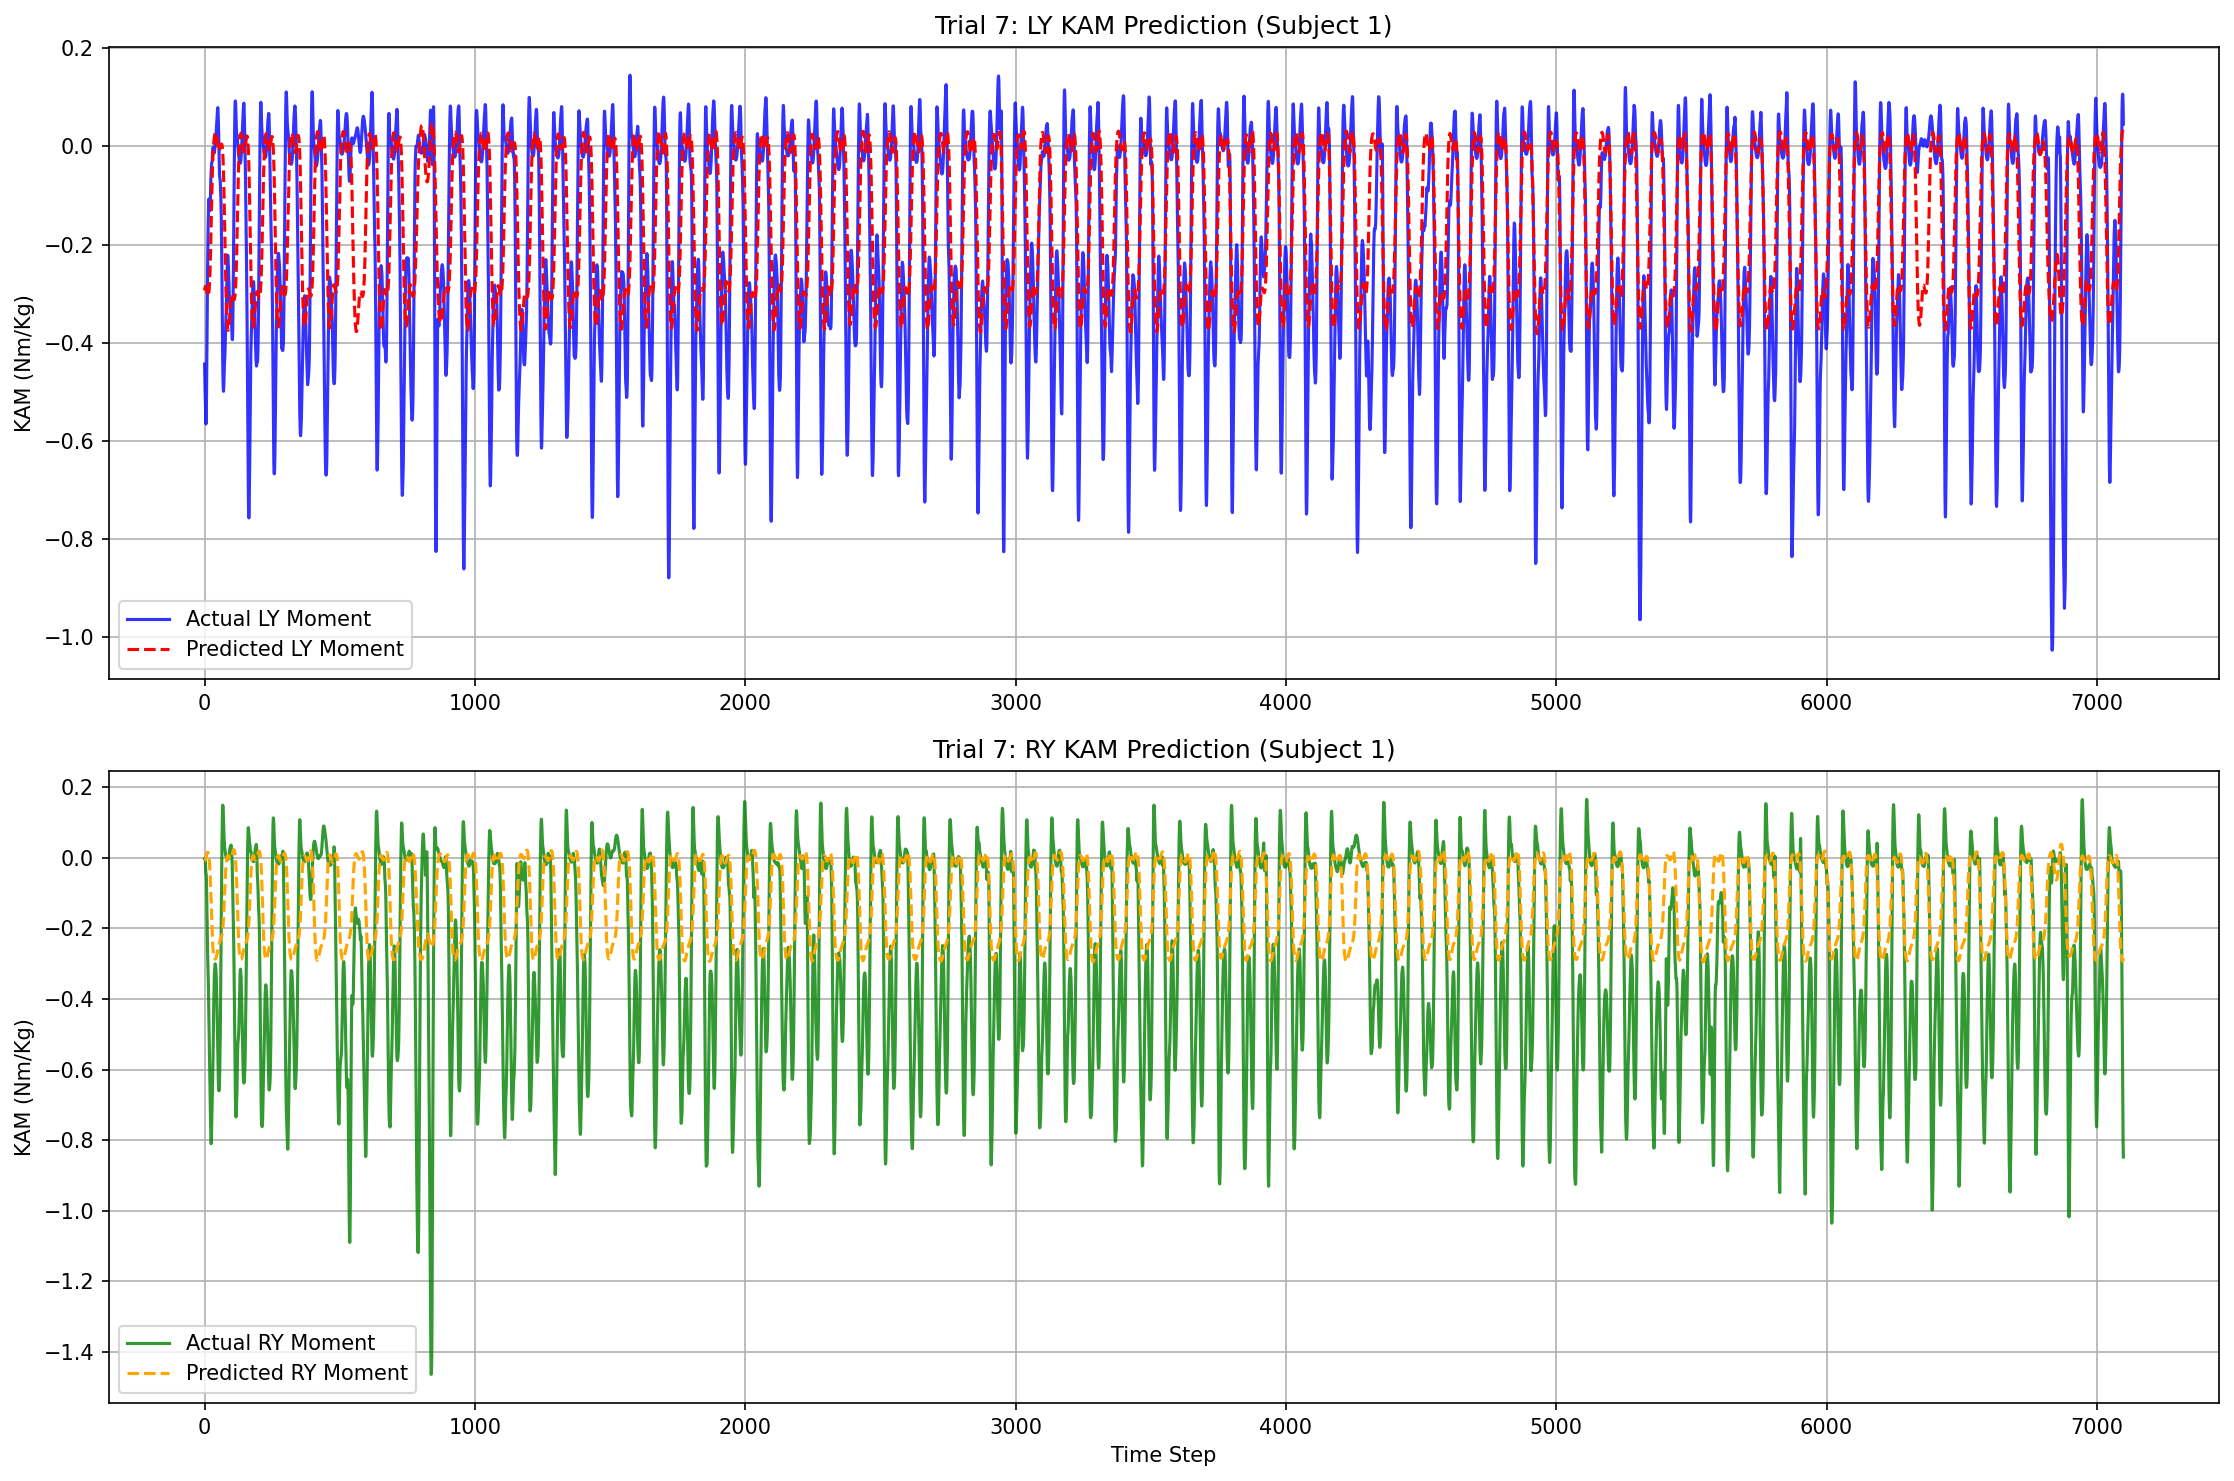 Trial 7: LY KAM Prediction (Subject 1)
0.2
0.0
−0.2
−0.4
−0.6
−0.8
−1.0
KAM (Nm/Kg)
Actual LY Moment
Predicted LY Moment
0 1000 2000 3000 4000 5000 6000 7000
Trial 7: RY KAM Prediction (Subject 1)
0.2
0.0
−0.2
−0.4
−0.6
−0.8
−1.0
−1.2
−1.4
KAM (Nm/Kg)
Actual RY Moment
Predicted RY Moment
0 1000 2000 3000 4000 5000 6000 7000
Time Step